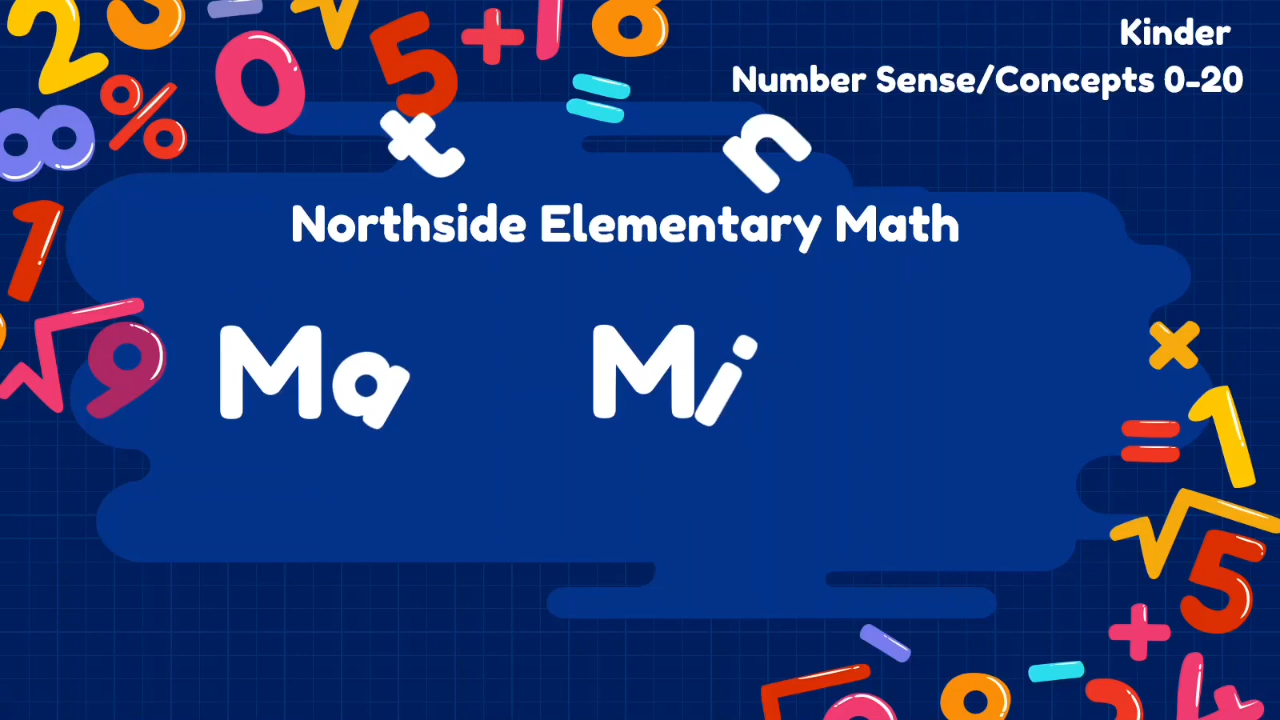 Kinder
Number Sense/Concepts 0-20
t n
Northside Elementary Math
Ma Mi